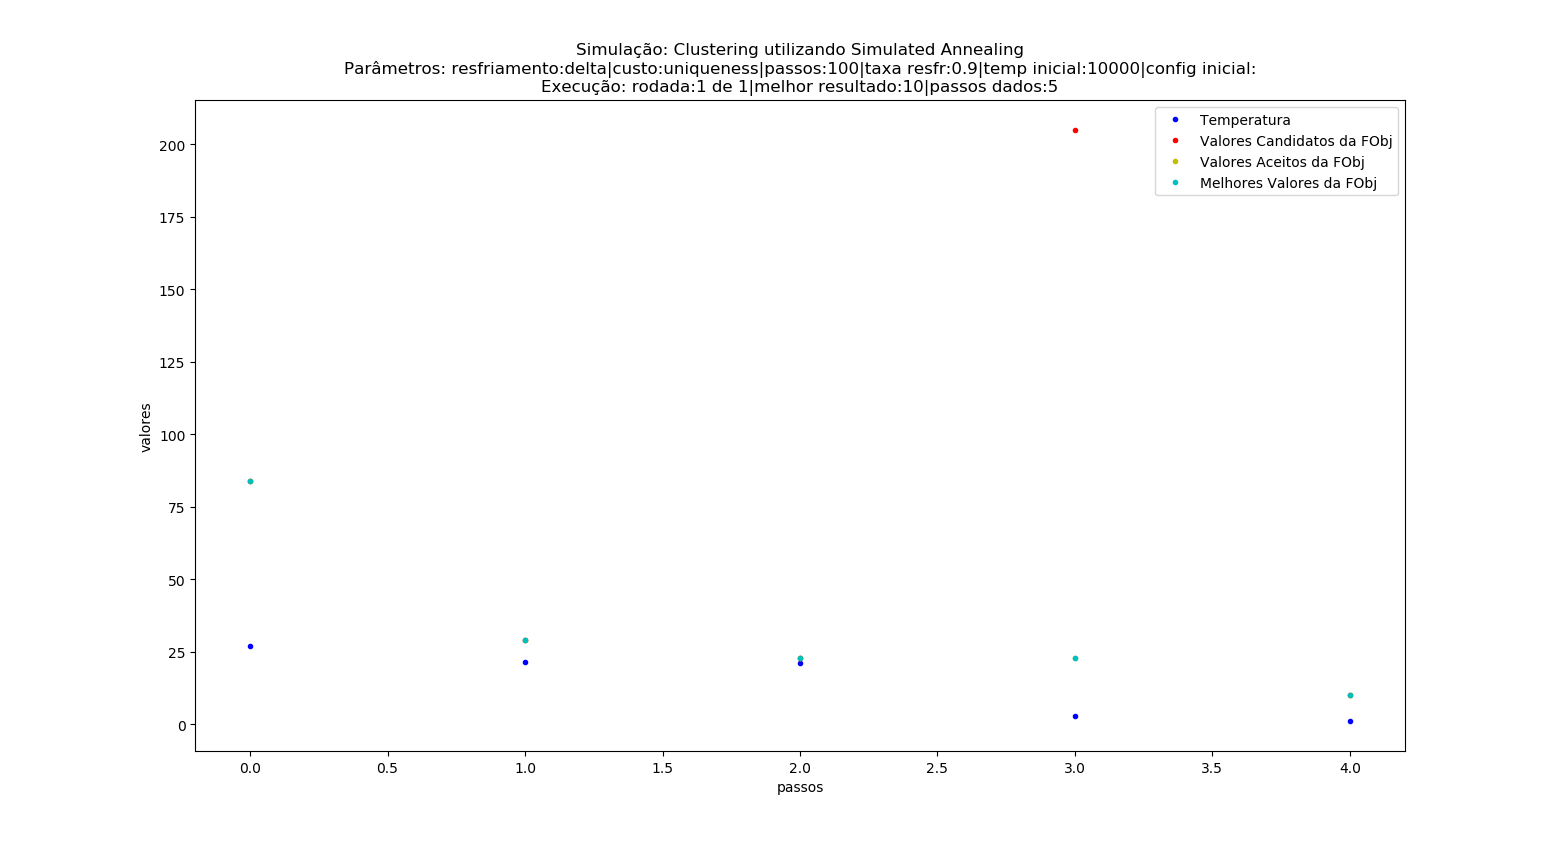 Simulação: Clustering utilizando Simulated Annealing
Parâmetros: resfriamento:delta|custo:uniqueness|passos:100|taxa resfr:0.9|temp inicial:10000|config inicial:
Execução: rodada:1 de 1|melhor resultado:10|passos dados:5
Temperatura
Valores Candidatos da FObj
Valores Aceitos da FObj
Melhores Valores da FObj
200
175
150
125
100
75
50
25
0
valores
0.0 0.5 1.0 1.5 2.0 2.5 3.0 3.5 4.0
passos